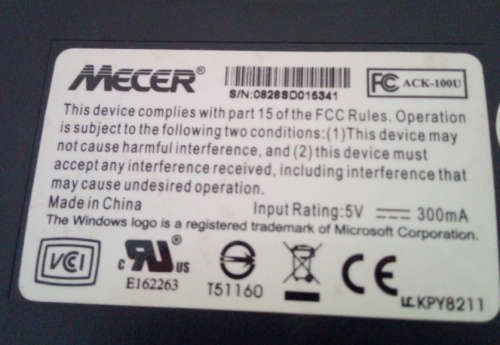 MECER®
S/N:0828SD015341
FC ACK-100U
This device complies with part 15 of the FCC Rules. Operation
is subject to the following two conditions:(1)This device may
not cause harmful interference, and (2) this device must
accept any interference received, including interference that
may cause undesired operation.
Made in China Input Rating:5V 300mA
The Windows logo is a registered trademark of Microsoft Corporation.
VCI
c RU ® US
E162263
T51160
CE
KPY8211